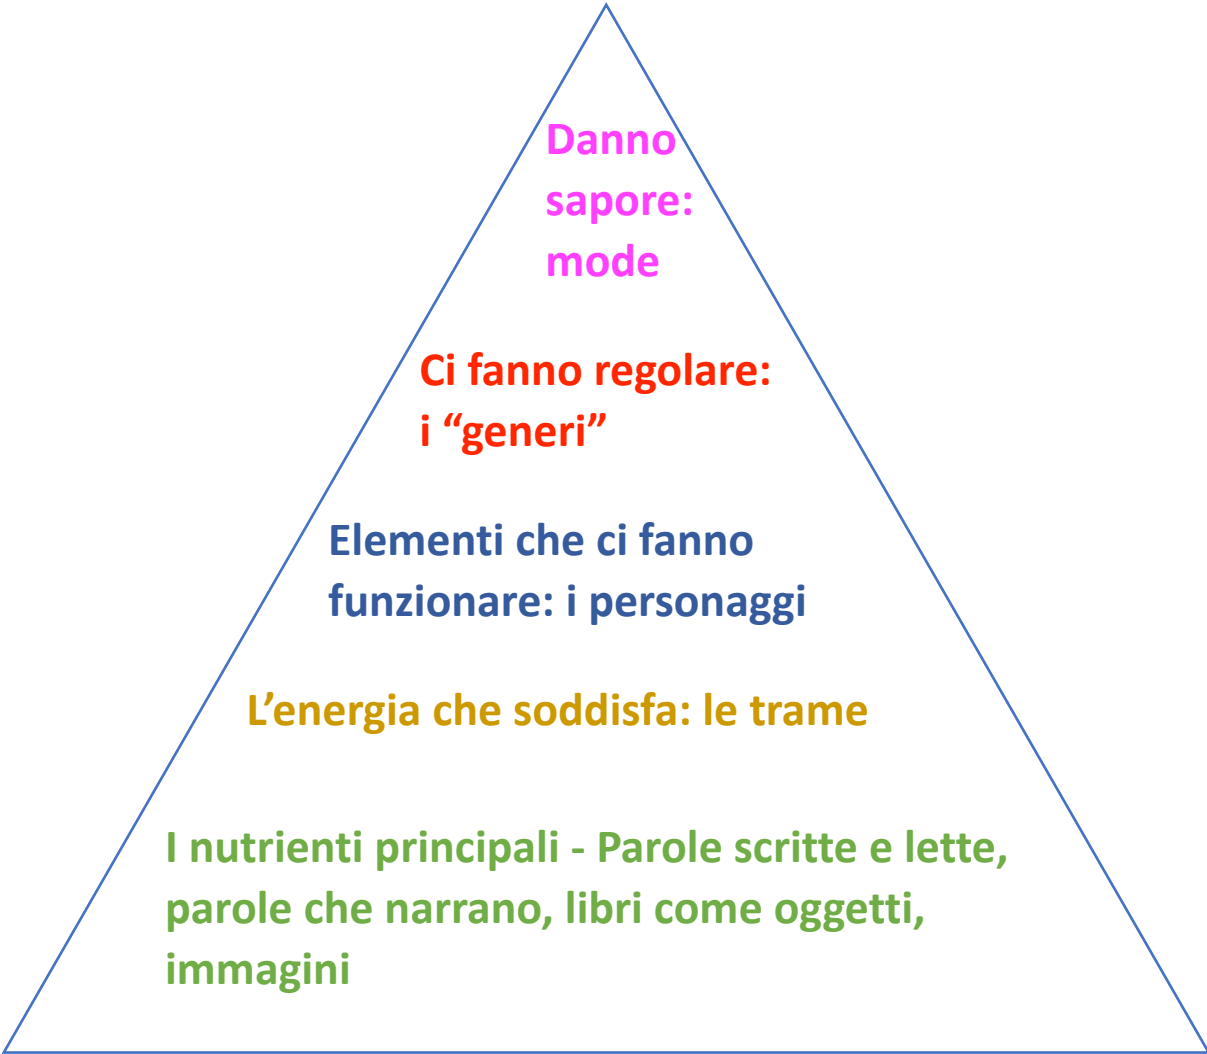 Danno
sapore:
mode
Ci fanno regolare:
i “generi”
Elementi che ci fanno
funzionare: i personaggi
L’energia che soddisfa: le trame
I nutrienti principali - Parole scritte e lette,
parole che narrano, libri come oggetti,
immagini